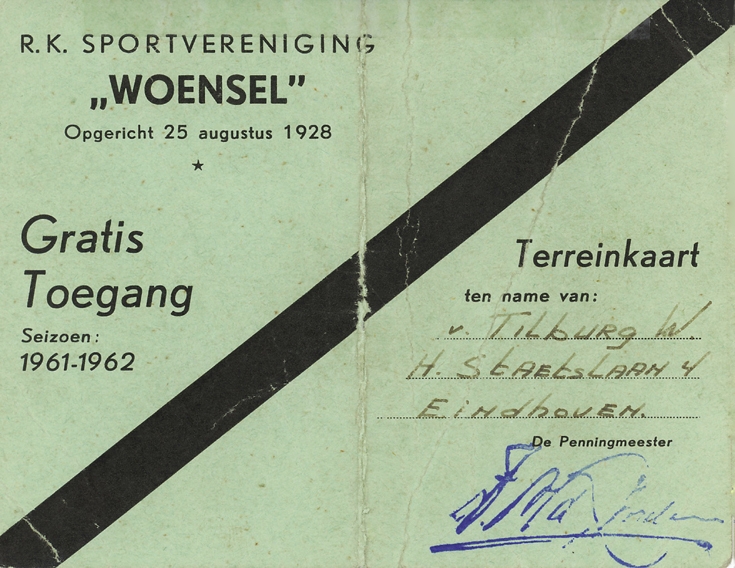 R.K. SPORTVERENIGING
„WOENSEL”
Opgericht 25 augustus 1928
Gratis
Toegang
Seizoen:
1961-1962
Terreinkaart
ten name van:
v. TILBURG W.
H. StAEtsLAAN 4
EiNdhovEN.
De Penningmeester